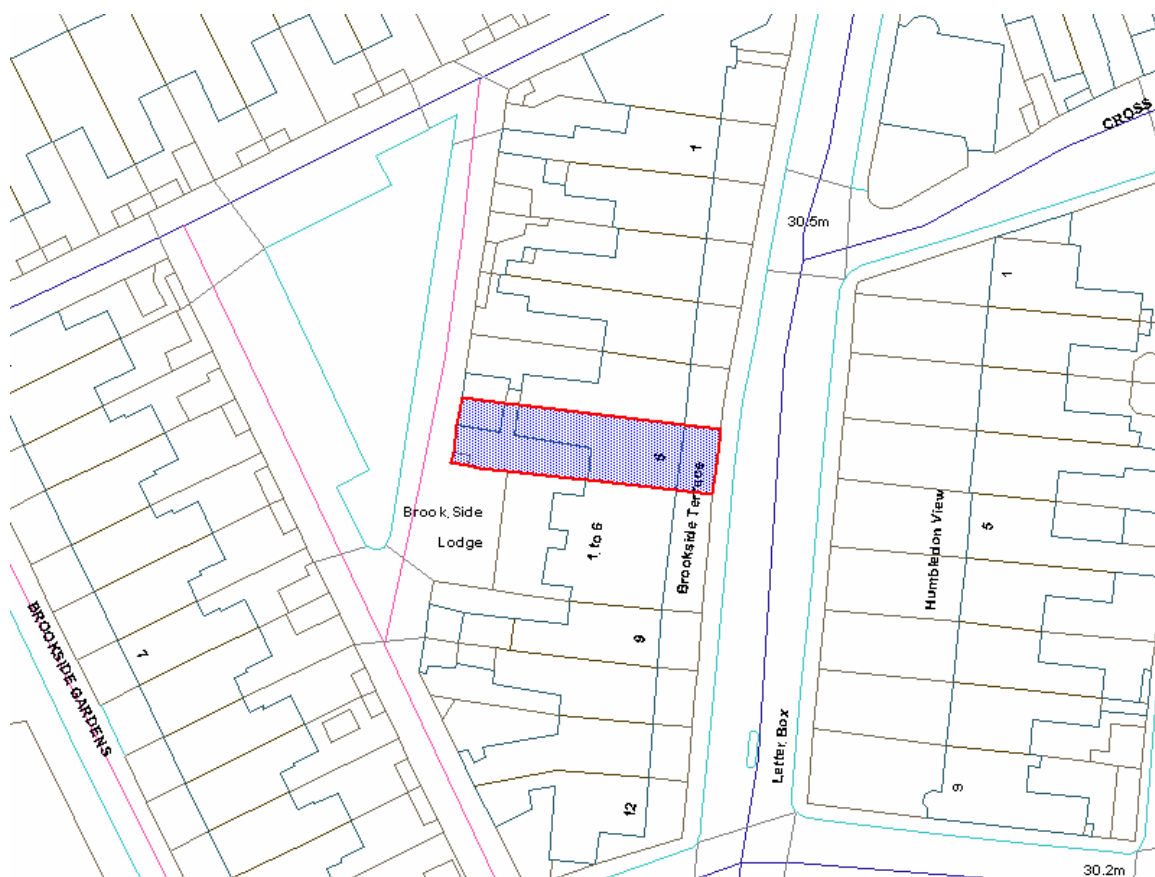 CROSS
1
30.5m
1
6
Brookside Terrace
Brook Side
Lodge
1 to 6
Humbledon View
5
9
BROOKSIDE GARDENS
7
Letter Box
12
9
30.2m